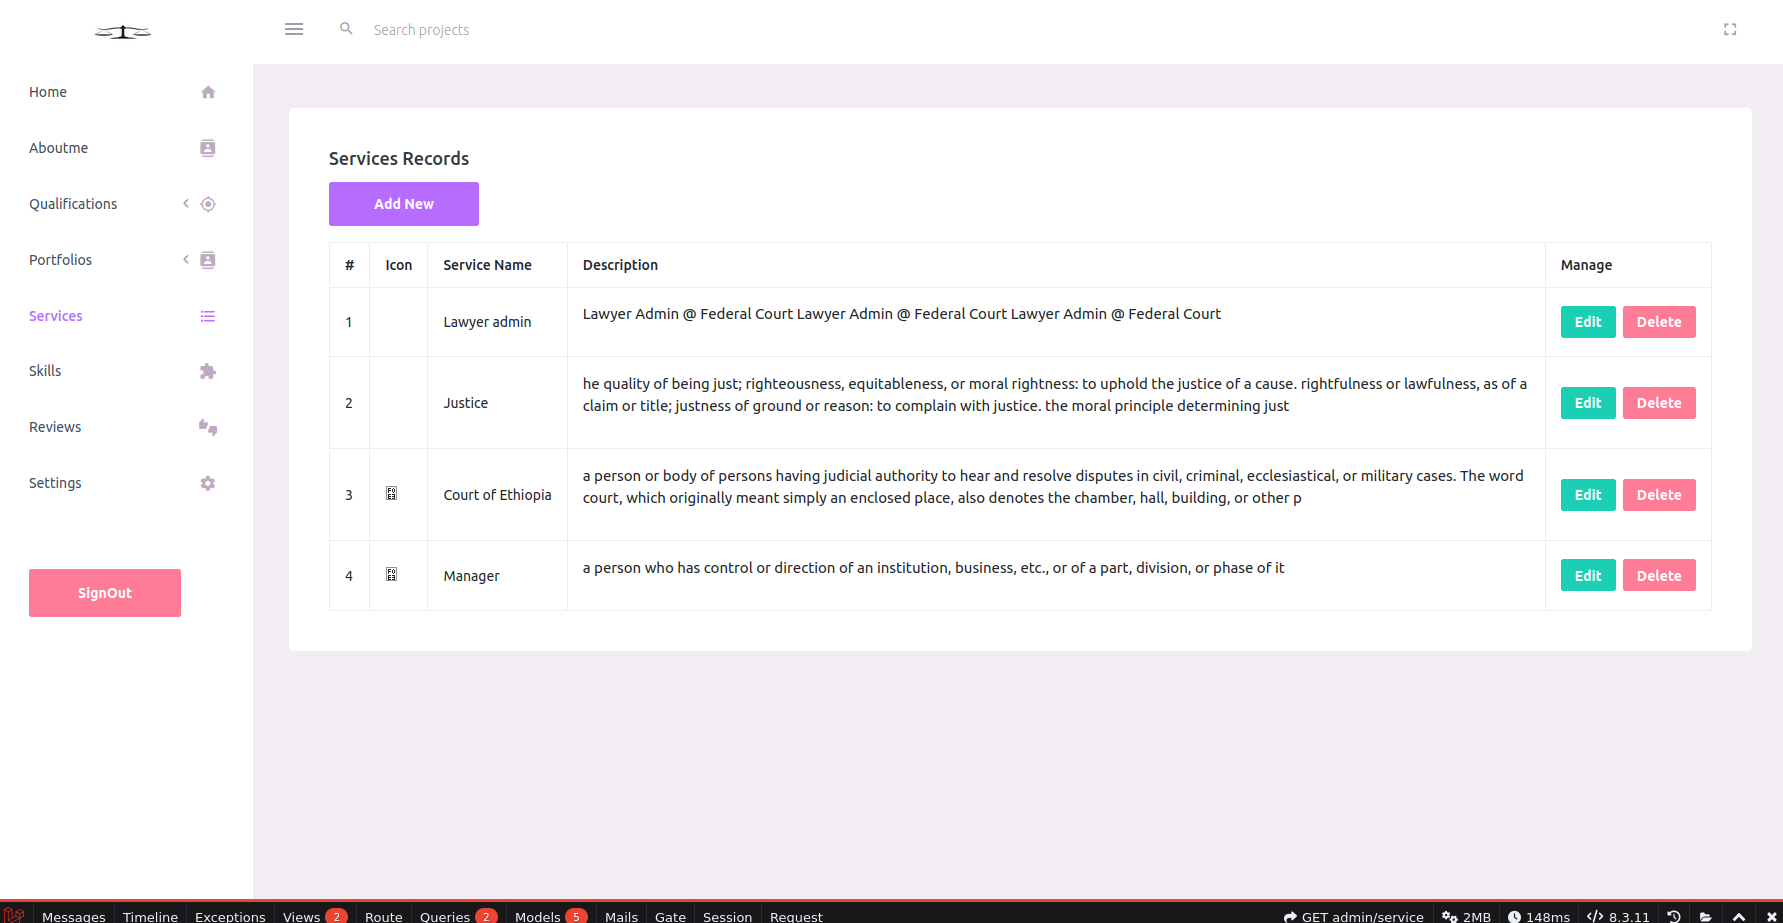 Search projects
Home
Aboutme
Qualifications
Portfolios
Services
Skills
Reviews
Settings
SignOut
Services Records
Add New
# Icon Service Name Description Manage
1 Lawyer admin Lawyer Admin @ Federal Court Lawyer Admin @ Federal Court Lawyer Admin @ Federal Court Edit Delete
2 Justice he quality of being just; righteousness, equitableness, or moral rightness: to uphold the justice of a cause. rightfulness or lawfulness, as of a
claim or title; justness of ground or reason: to complain with justice. the moral principle determining just Edit Delete
3 Court of Ethiopia a person or body of persons having judicial authority to hear and resolve disputes in civil, criminal, ecclesiastical, or military cases. The word
court, which originally meant simply an enclosed place, also denotes the chamber, hall, building, or other p Edit Delete
4 Manager a person who has control or direction of an institution, business, etc., or of a part, division, or phase of it Edit Delete
Messages Timeline Exceptions Views 2 Route Queries 2 Models 5 Mails Gate Session Request GET admin/service 2MB 148ms 8.3.11